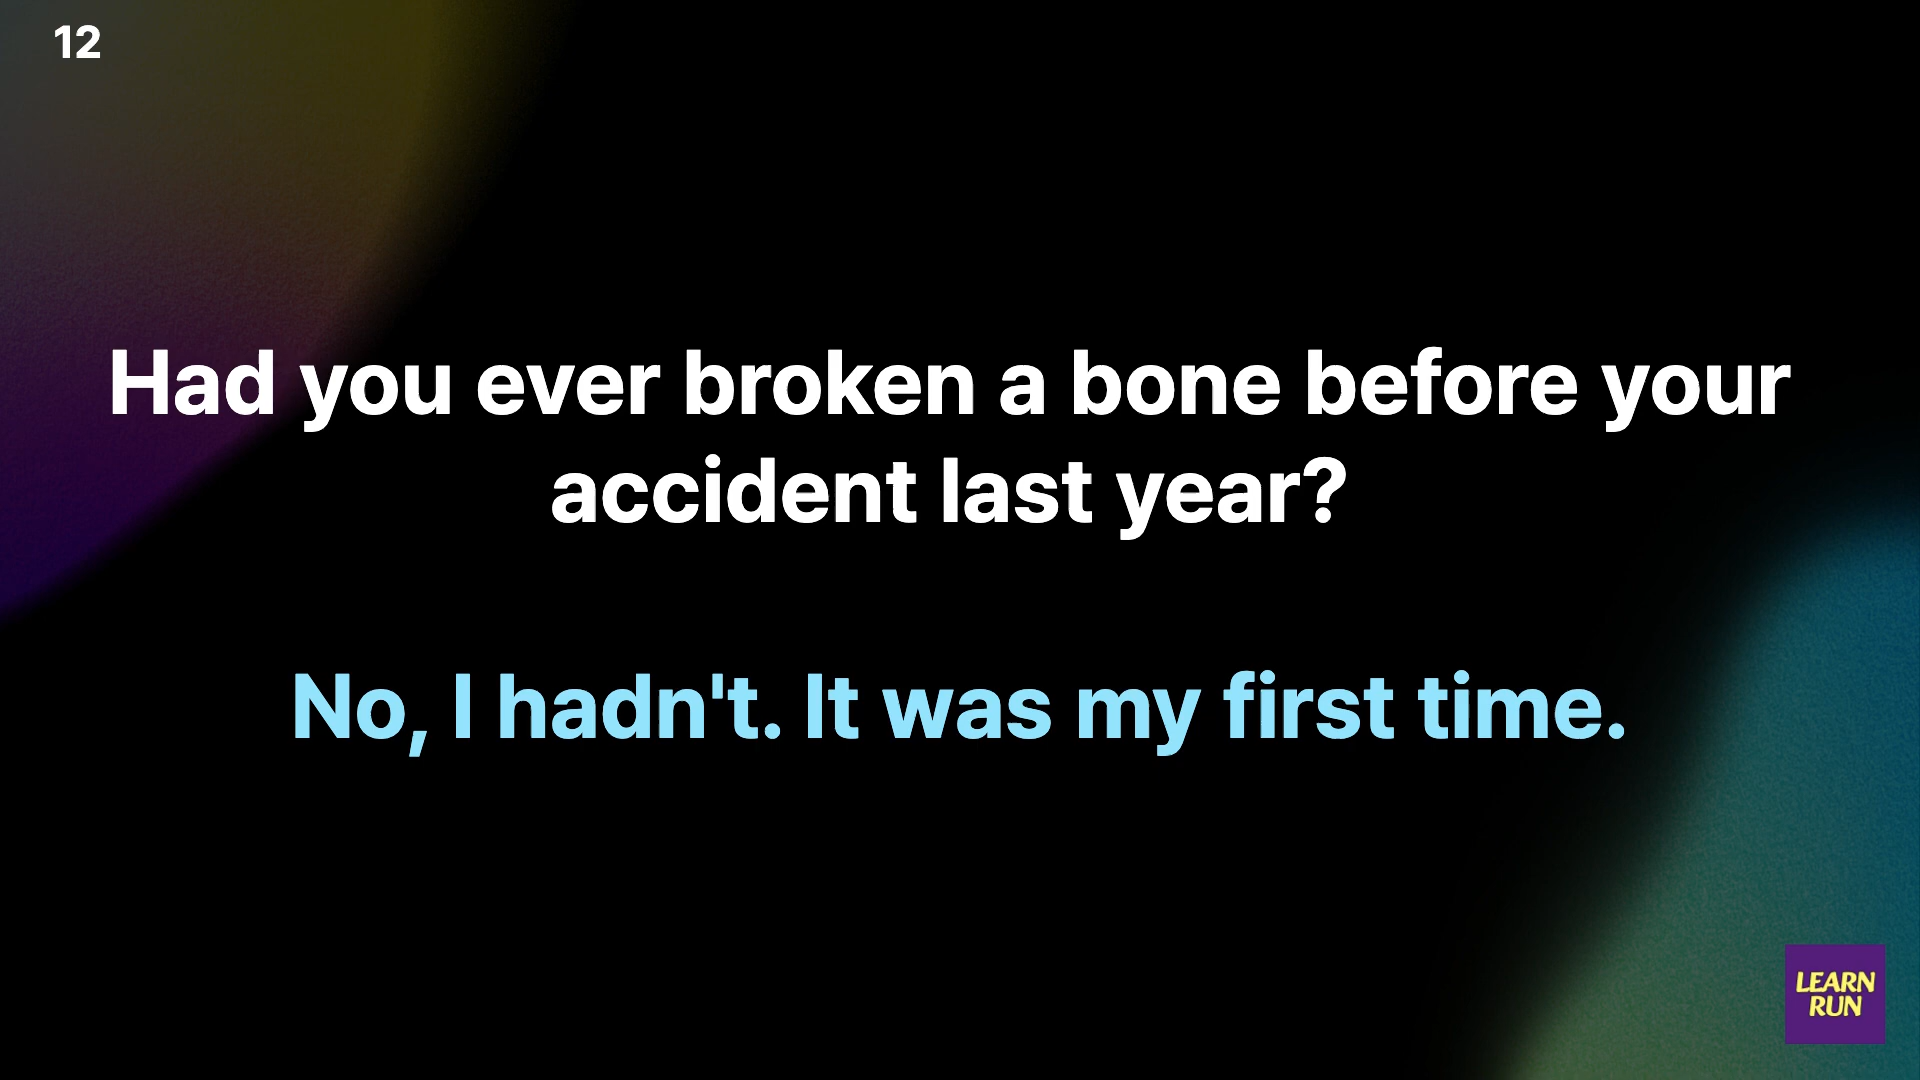 12
Had you ever broken a bone before your
accident last year?
No, I hadn't. It was my first time.
LEARN
RUN